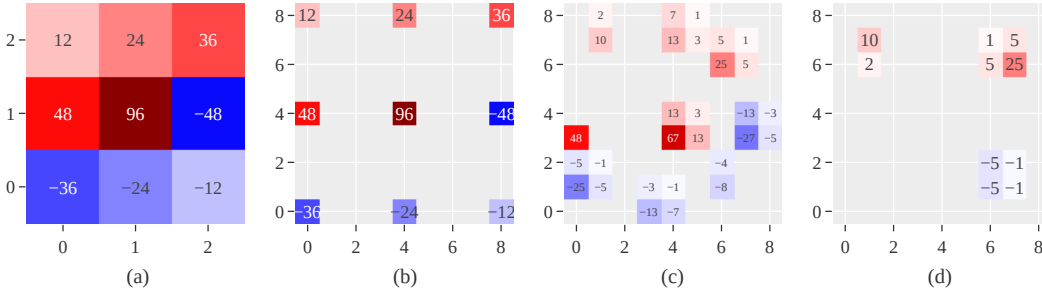 2 12 24 36
1 48 96 −48
0 −36 −24 −12
0 1 2
(a)
8 12 24 36
6
4 48 96 −48
2
0 −36 −24 −12
0 2 4 6 8
(b)
8 2 7 1
10 13 3 5 1
6 25 5
4 13 3 −13 −3
48 67 13 −27 −5
2 −5 −1 −4
−25 −5 −3 −1 −8
0 −13 −7
0 2 4 6 8
(c)
8
10 1 5
6 2 5 25
4
2 −5 −1
−5 −1
0
0 2 4 6 8
(d)